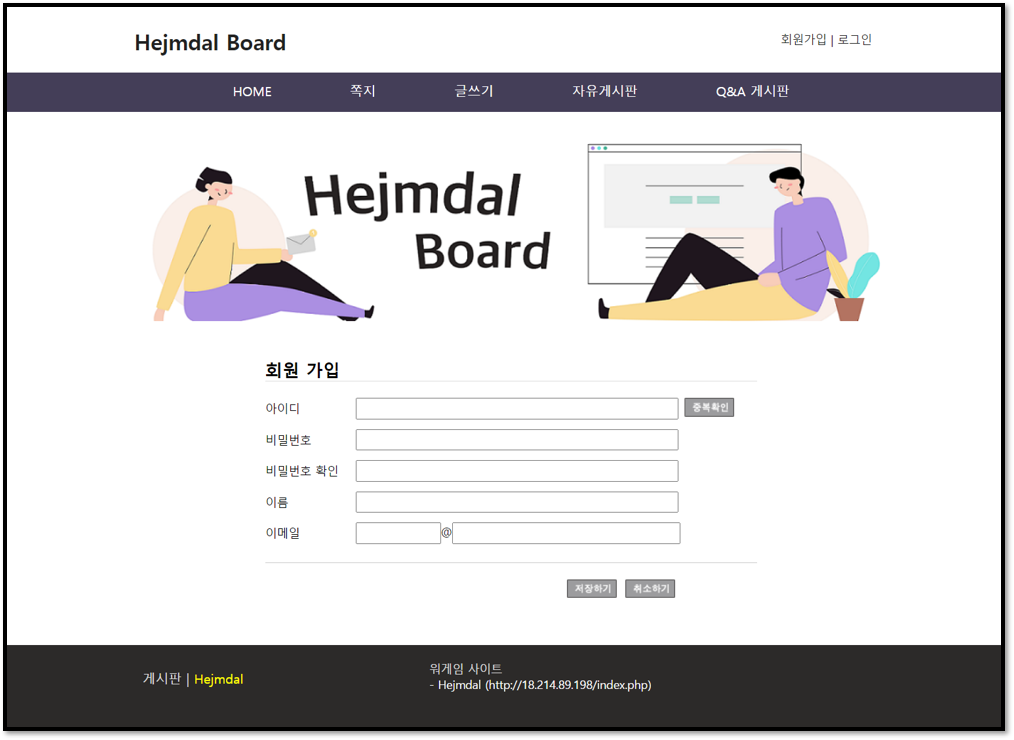 Hejmdal Board
회원가입 | 로그인
HOME 쪽지 글쓰기 자유게시판 Q&A 게시판
Hejmdal
Board
회원 가입
아이디 중복확인
비밀번호
비밀번호 확인
이름
이메일 @
저장하기 취소하기
게시판 | Hejmdal
워게임 사이트
- Hejmdal (http://18.214.89.198/index.php)